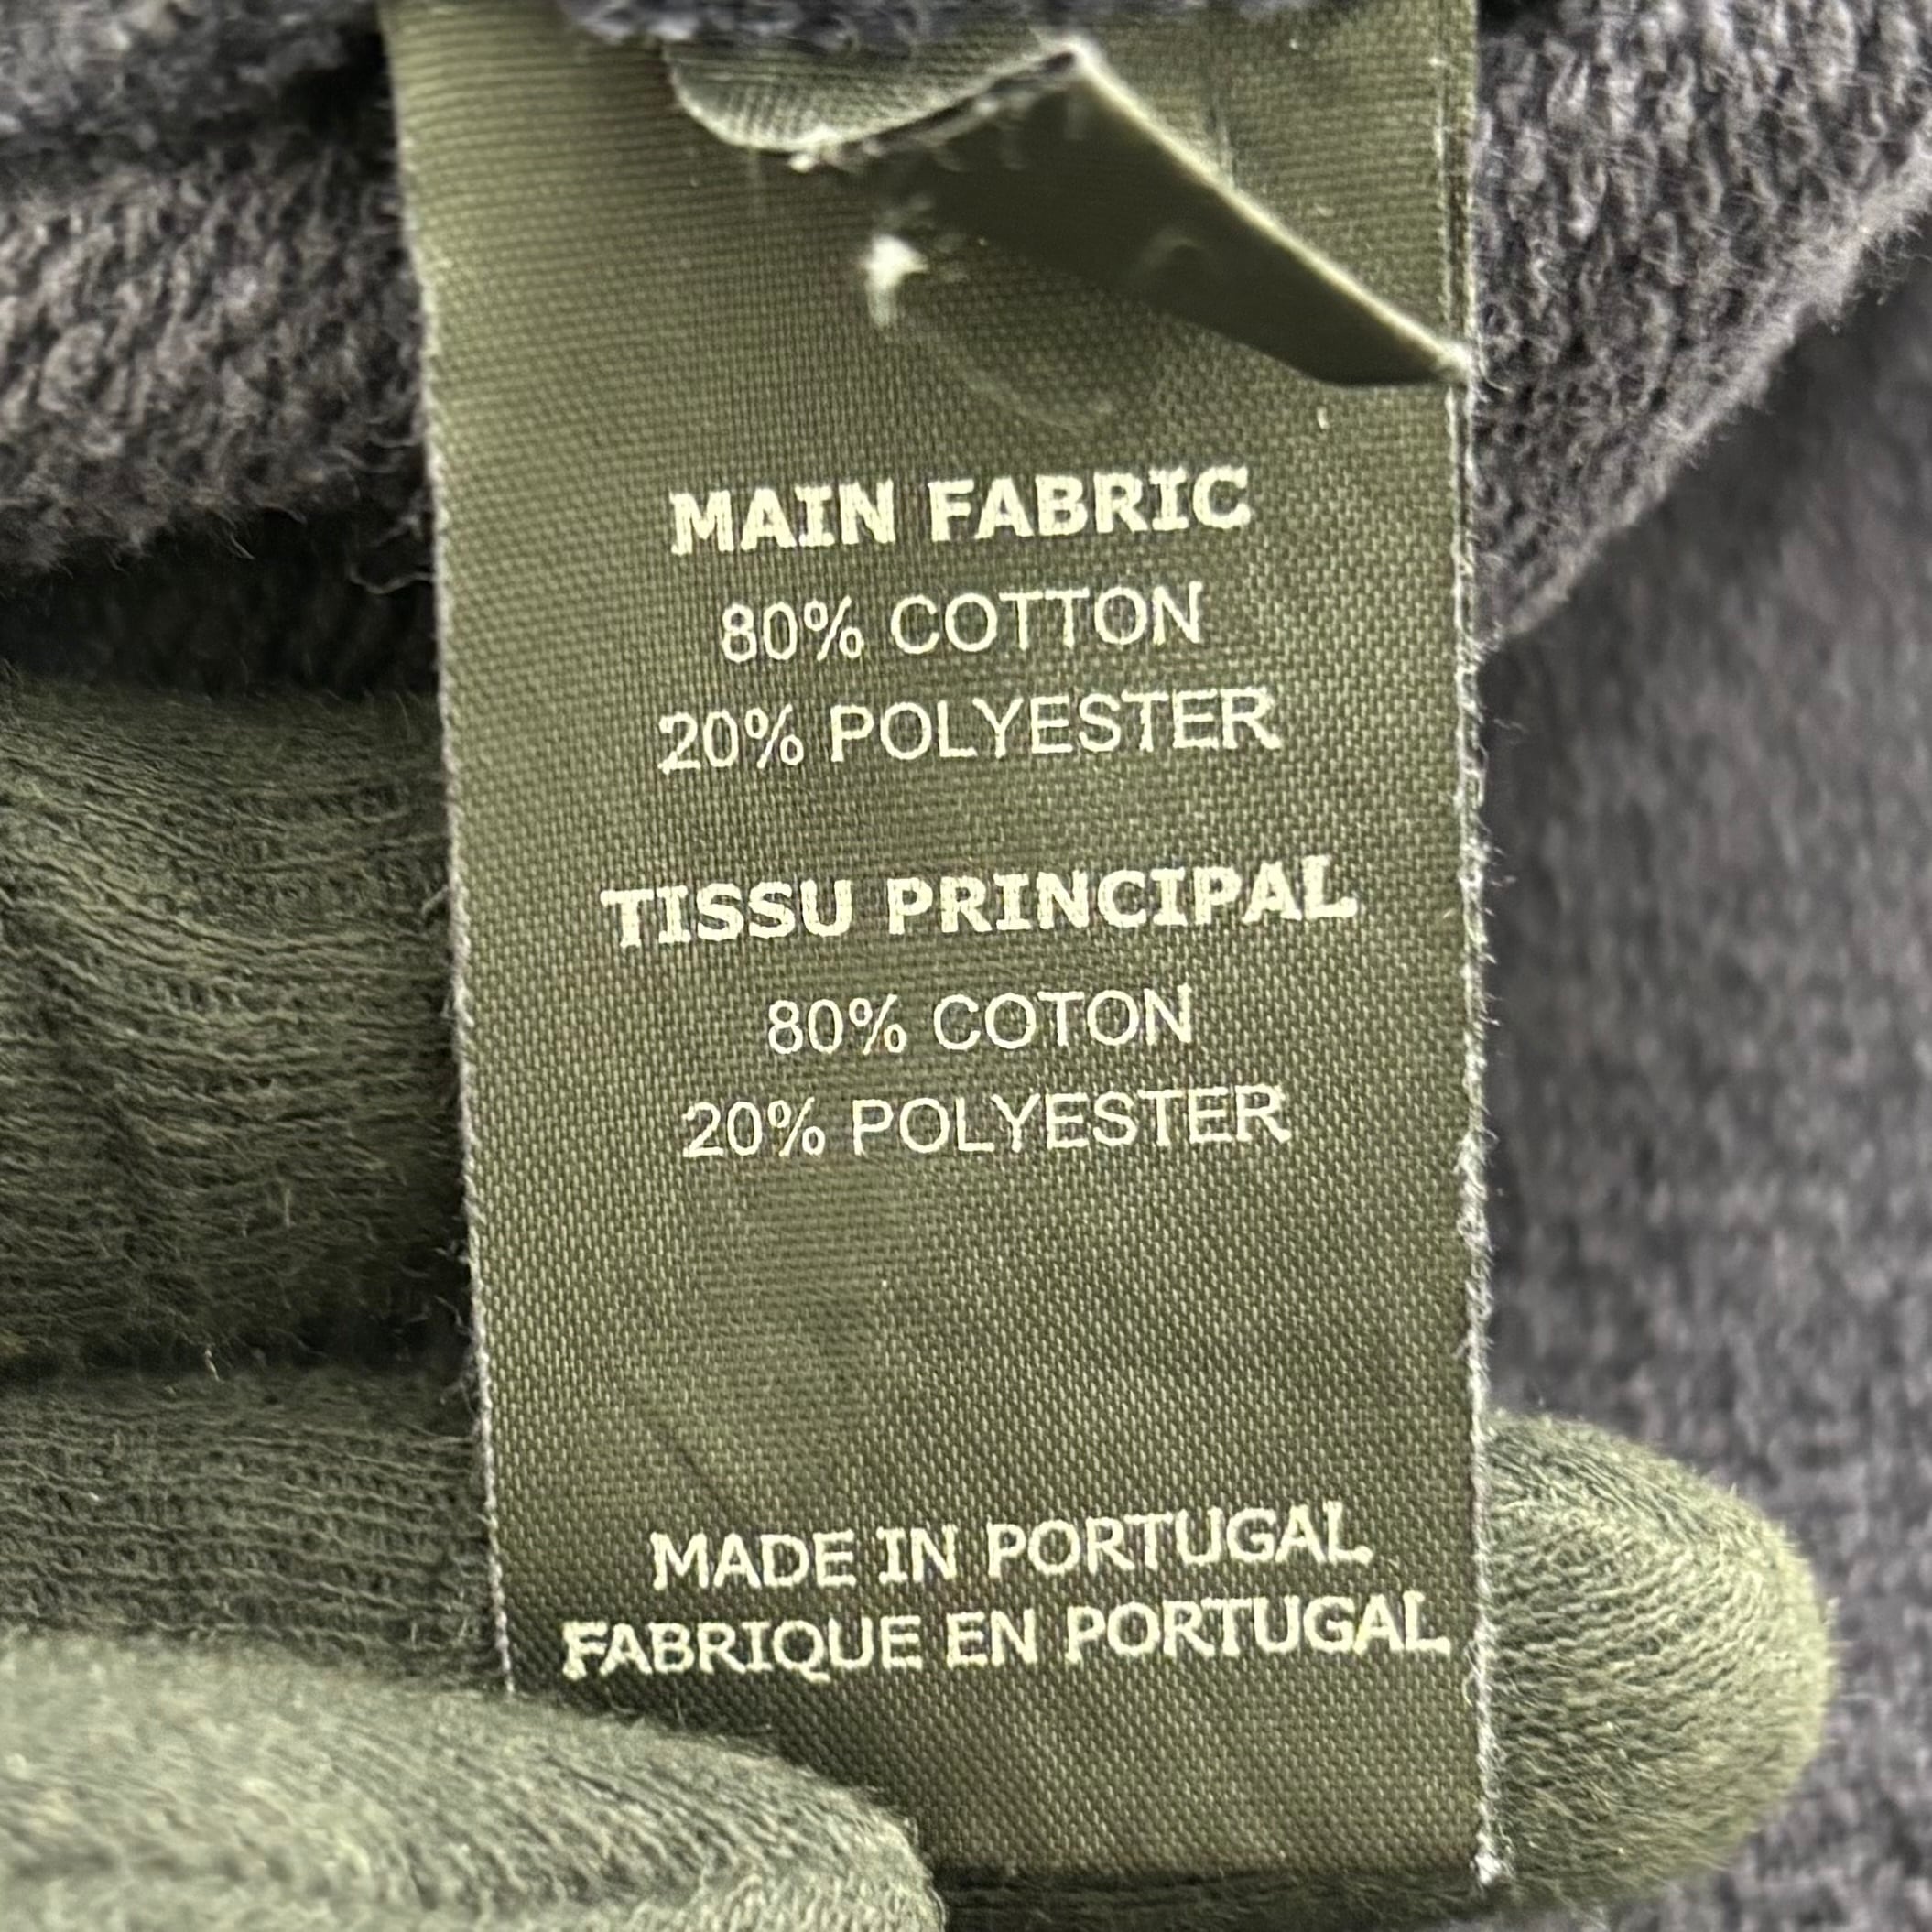 MAIN FABRIC
80% COTTON
20% POLYESTER
TISSU PRINCIPAL
80% COTON
20% POLYESTER
MADE IN PORTUGAL
FABRIQUE EN PORTUGAL